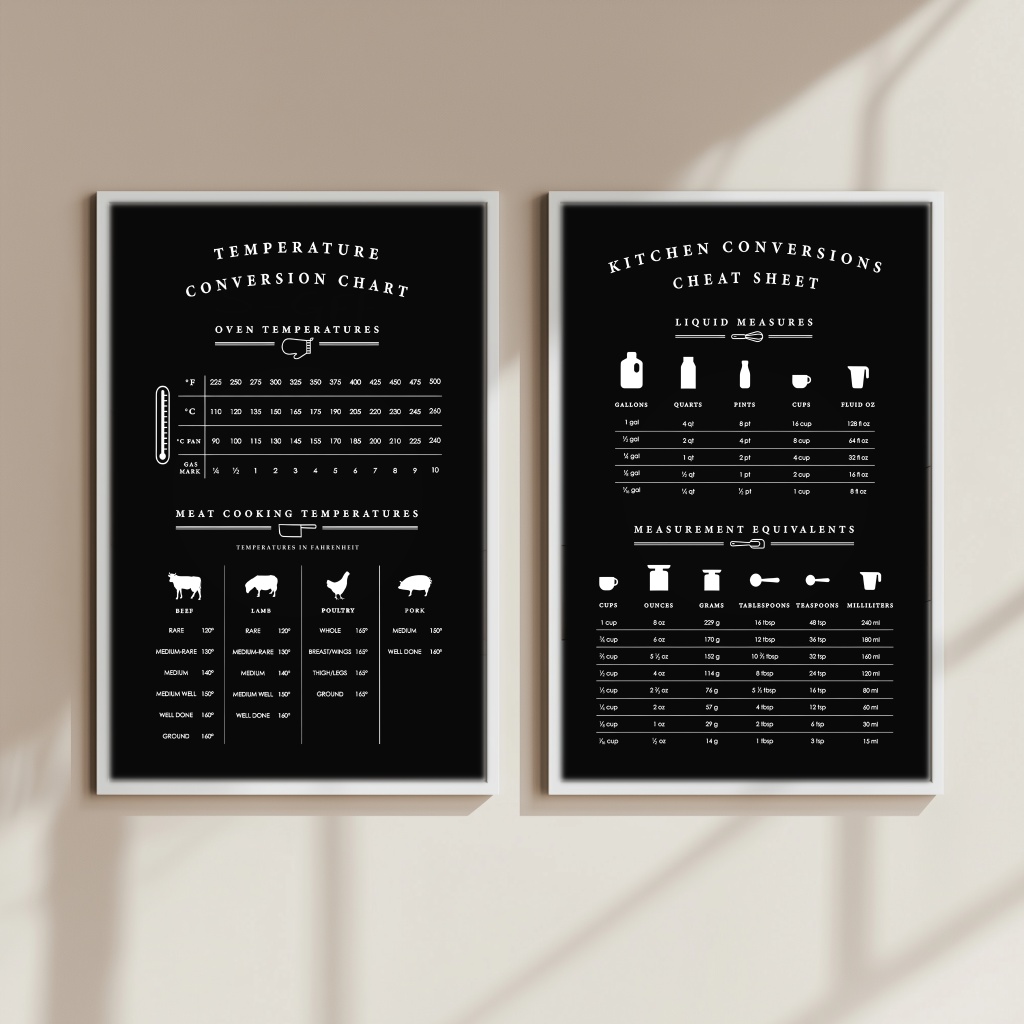 TEMPERATURE
CONVERSION CHART
OVEN TEMPERATURES
°F 225 250 275 300 325 350 375 400 425 450 475 500
°C 110 120 135 150 165 175 190 205 220 230 245 260
°C FAN 90 100 115 130 145 155 170 185 200 210 225 240
GAS MARK ¼ ½ 1 2 3 4 5 6 7 8 9 10
MEAT COOKING TEMPERATURES
TEMPERATURES IN FAHRENHEIT
BEEF LAMB POULTRY PORK
RARE 120° RARE 120° WHOLE 165° MEDIUM 150°
MEDIUM-RARE 130° MEDIUM-RARE 130° BREAST/WINGS 165° WELL DONE 160°
MEDIUM 140° MEDIUM 140° THIGH/LEGS 165°
MEDIUM WELL 150° MEDIUM WELL 150° GROUND 165°
WELL DONE 160° WELL DONE 160°
GROUND 160°
KITCHEN CONVERSIONS
CHEAT SHEET
LIQUID MEASURES
GALLONS QUARTS PINTS CUPS FLUID OZ
1 gal 4 qt 8 pt 16 cup 128 fl oz
½ gal 2 qt 4 pt 8 cup 64 fl oz
¼ gal 1 qt 2 pt 4 cup 32 fl oz
⅛ gal ½ qt 1 pt 2 cup 16 fl oz
¹⁄₁₆ gal ¼ qt ½ pt 1 cup 8 fl oz
MEASUREMENT EQUIVALENTS
CUPS OUNCES GRAMS TABLESPOONS TEASPOONS MILLILITERS
1 cup 8 oz 229 g 16 tbsp 48 tsp 240 ml
¾ cup 6 oz 170 g 12 tbsp 36 tsp 180 ml
⅔ cup 5 ⅓ oz 152 g 10 ⅔ tbsp 32 tsp 160 ml
½ cup 4 oz 114 g 8 tbsp 24 tsp 120 ml
⅓ cup 2 ⅔ oz 76 g 5 ⅓ tbsp 16 tsp 80 ml
¼ cup 2 oz 57 g 4 tbsp 12 tsp 60 ml
⅛ cup 1 oz 29 g 2 tbsp 6 tsp 30 ml
¹⁄₁₆ cup ½ oz 14 g 1 tbsp 3 tsp 15 ml